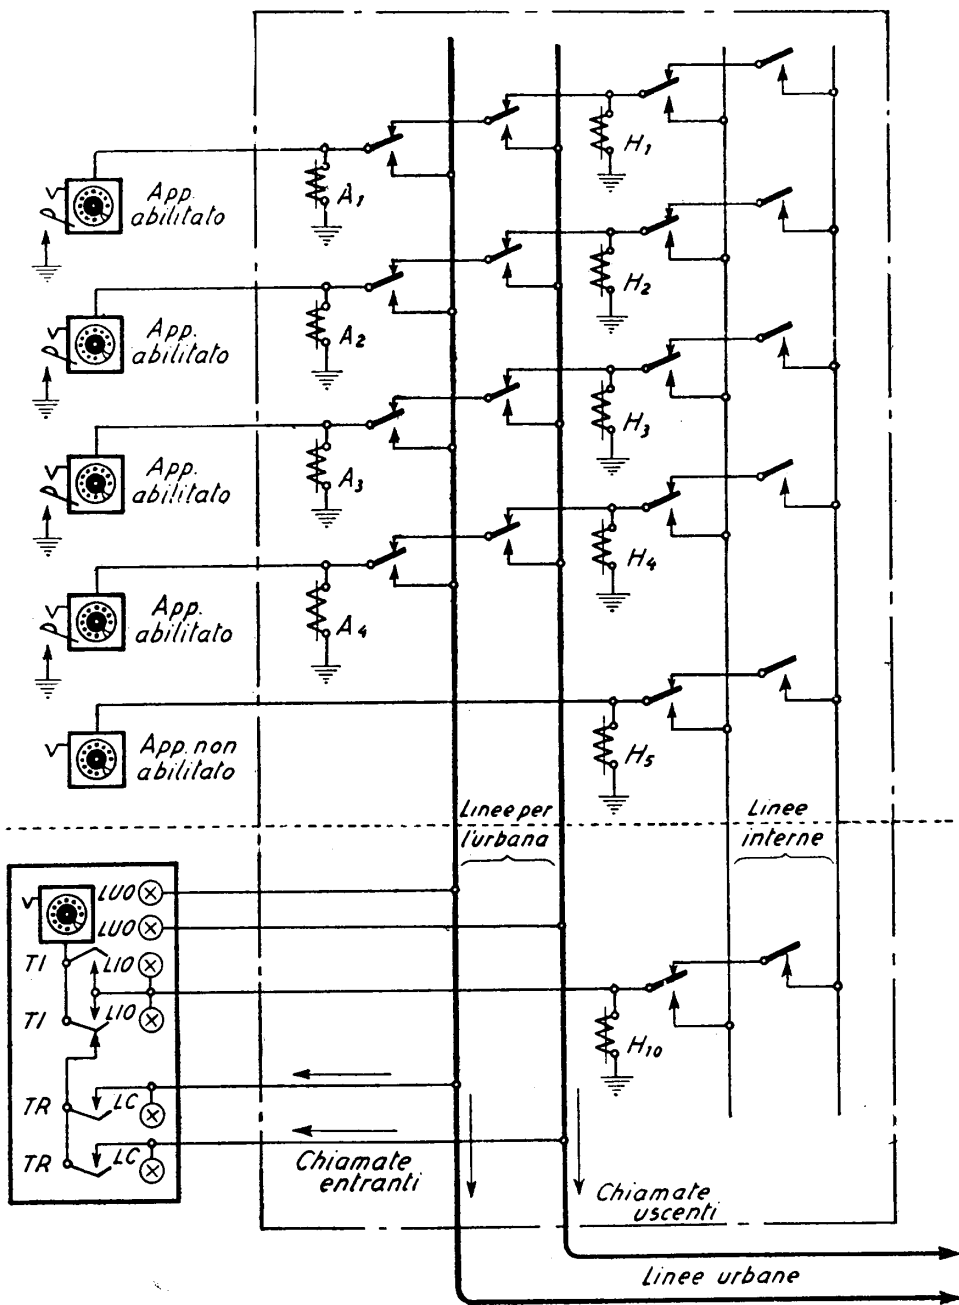 H1
App.
abilitato
A1
H2
App.
abilitato
A2
H3
App.
abilitato
A3
H4
App.
abilitato
A4
App. non
abilitato
H5
Linee per
l'urbana
Linee
interne
LUO
LUO
TI
LIO
TI
LIO
H10
TR
LC
TR
LC
Chiamate
entranti
Chiamate
uscenti
Linee urbane